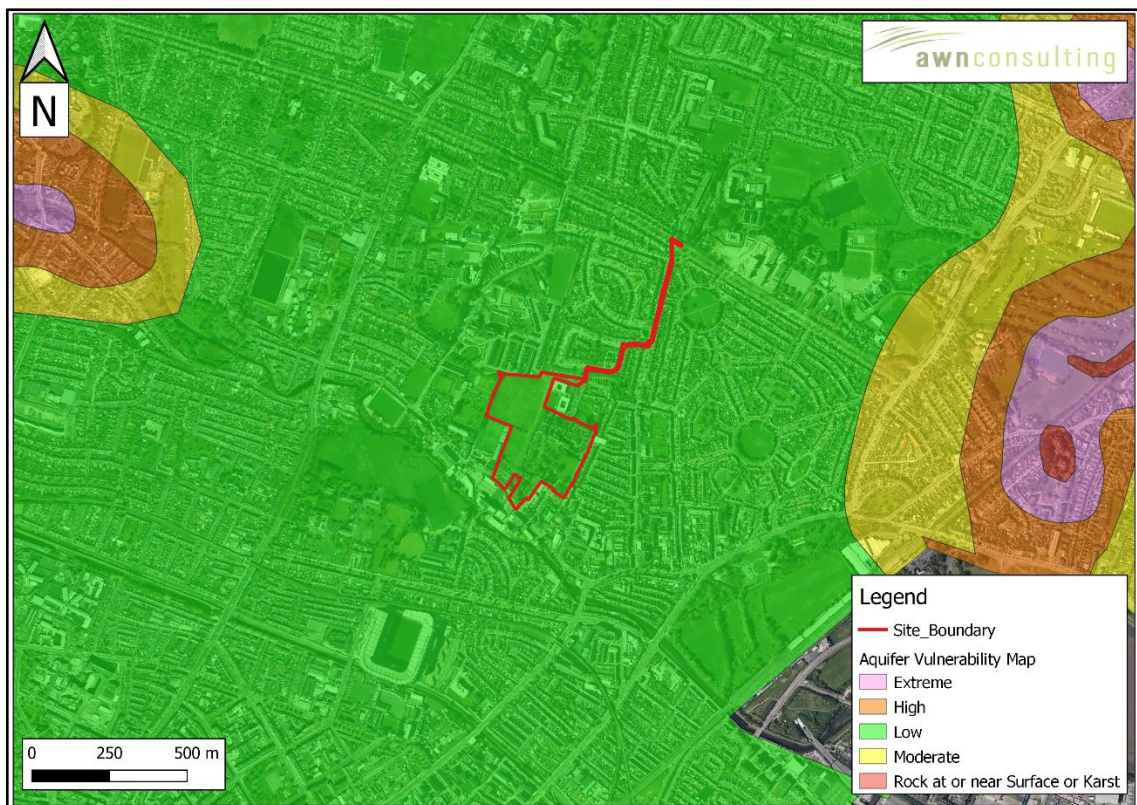 awnconsulting
N
Legend
Site_Boundary
Aquifer Vulnerability Map
Extreme
High
Low
Moderate
Rock at or near Surface or Karst
0 250 500 m